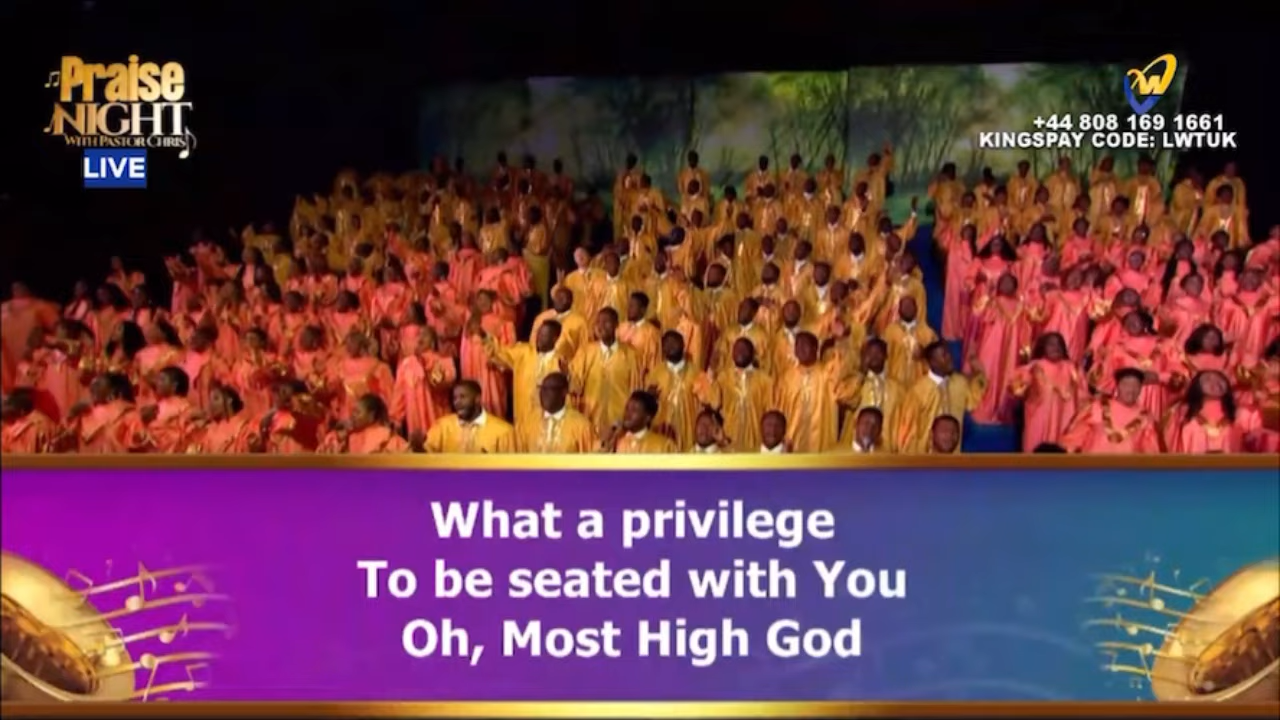 Praise
NIGHT
WITH PASTOR CHRIS
LIVE
W
+44 808 169 1661
KINGSPAY CODE: LWTUK
What a privilege
To be seated with You
Oh, Most High God